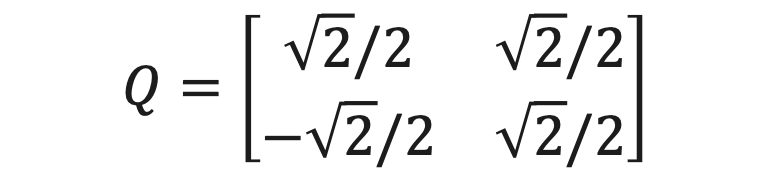 Q = [ √2/2 √2/2
-√2/2 √2/2 ]